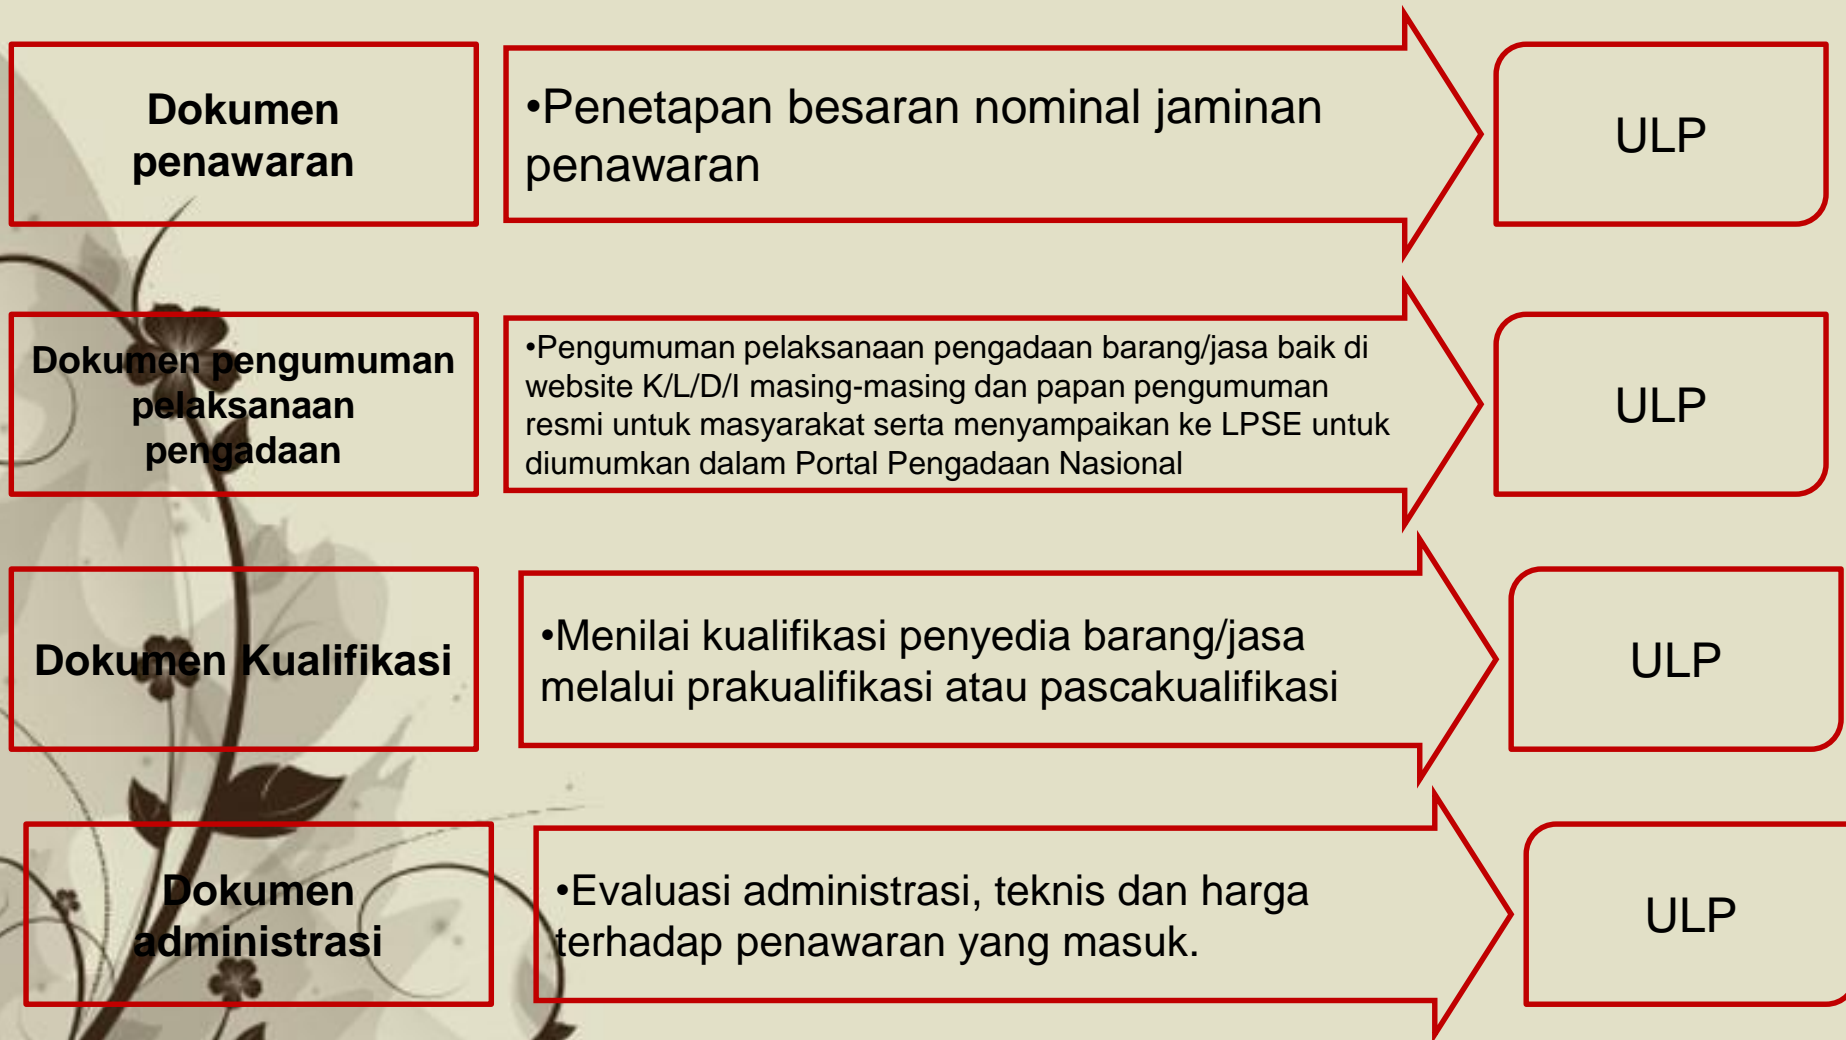 Dokumen
penawaran
•Penetapan besaran nominal jaminan
penawaran
ULP
Dokumen pengumuman
pelaksanaan
pengadaan
•Pengumuman pelaksanaan pengadaan barang/jasa baik di
website K/L/D/I masing-masing dan papan pengumuman
resmi untuk masyarakat serta menyampaikan ke LPSE untuk
diumumkan dalam Portal Pengadaan Nasional
ULP
Dokumen Kualifikasi
•Menilai kualifikasi penyedia barang/jasa
melalui prakualifikasi atau pascakualifikasi
ULP
Dokumen
administrasi
•Evaluasi administrasi, teknis dan harga
terhadap penawaran yang masuk.
ULP